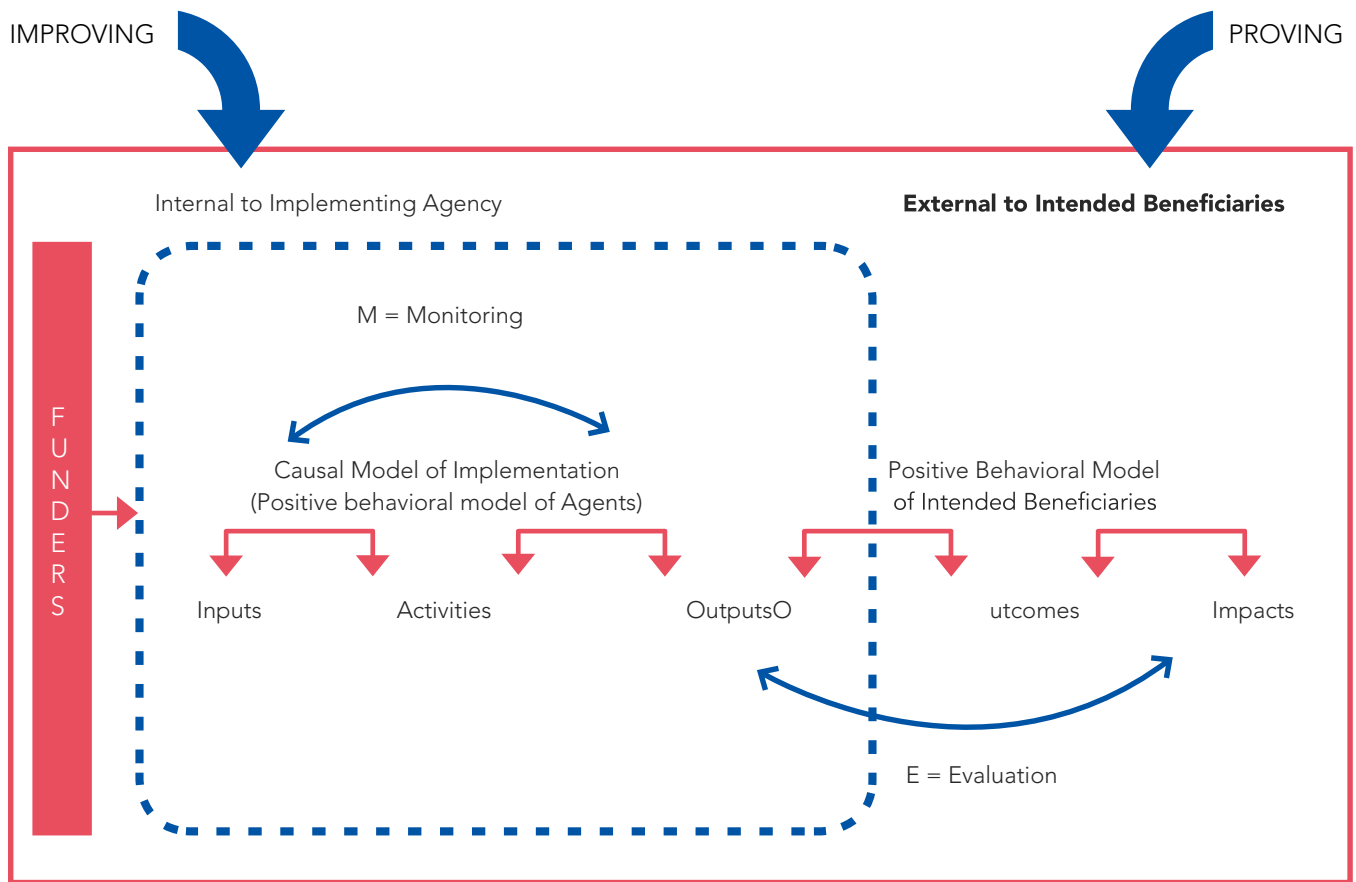 IMPROVING
PROVING
Internal to Implementing Agency
External to Intended Beneficiaries
M = Monitoring
FUNDERS
Causal Model of Implementation
(Positive behavioral model of Agents)
Positive Behavioral Model
of Intended Beneficiaries
Inputs
Activities
OutputsO
utcomes
Impacts
E = Evaluation